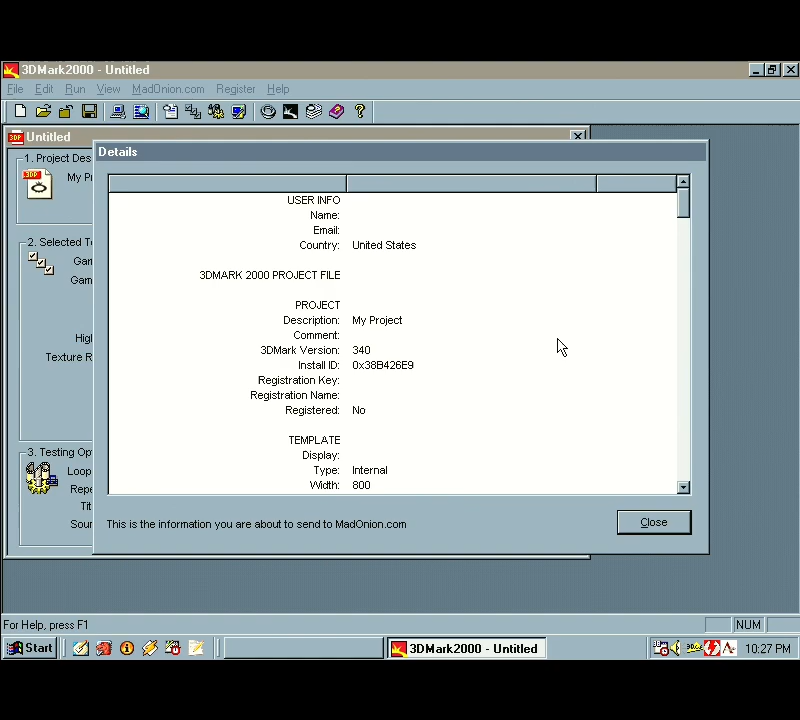 3DMark2000 - Untitled
File Edit Run View MadOnion.com Register Help
Untitled
Details
1. Project Des
My Pr
2. Selected Te
Gam
Gam
High
Texture R
3. Testing Opt
Loop
Repe
Tit
Soun
USER INFO
Name:
Email:
Country: United States
3DMARK 2000 PROJECT FILE
PROJECT
Description: My Project
Comment:
3DMark Version: 340
Install ID: 0x38B426E9
Registration Key:
Registration Name:
Registered: No
TEMPLATE
Display:
Type: Internal
Width: 800
This is the information you are about to send to MadOnion.com
Close
For Help, press F1
NUM
Start
3DMark2000 - Untitled
10:27 PM